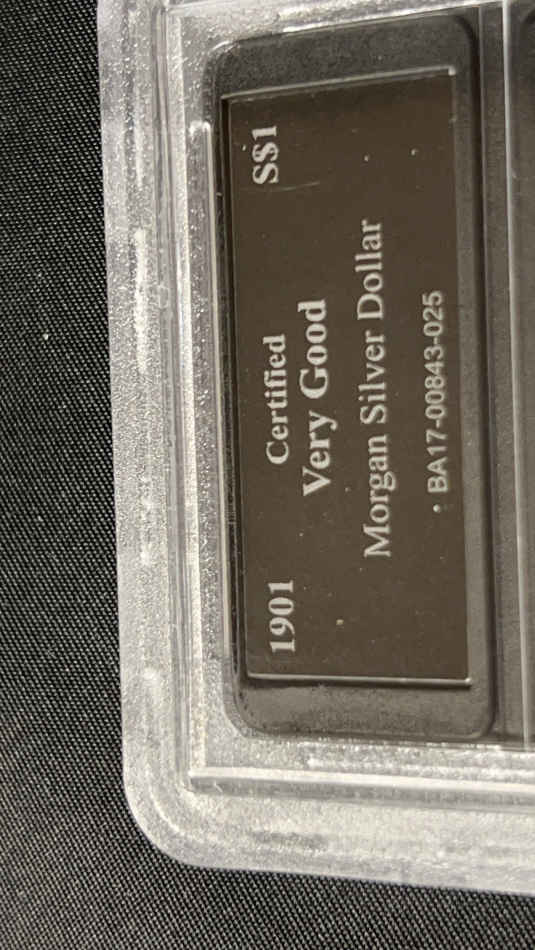 1901 S$1
Certified
Very Good
Morgan Silver Dollar
• BA17-00843-025